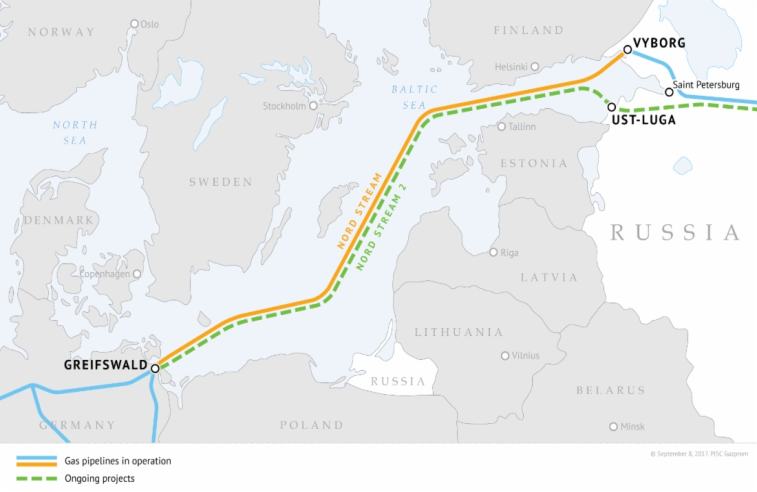 NORWAY
Oslo
FINLAND
VYBORG
Helsinki
Saint Petersburg
BALTIC
SEA
Stockholm
UST-LUGA
NORTH
SEA
Tallinn
ESTONIA
SWEDEN
NORD STREAM
NORD STREAM 2
DENMARK
RUSSIA
Riga
Copenhagen
LATVIA
LITHUANIA
GREIFSWALD
Vilnius
RUSSIA
BELARUS
GERMANY
POLAND
Minsk
© September 8, 2017. PJSC Gazprom
Gas pipelines in operation
Ongoing projects